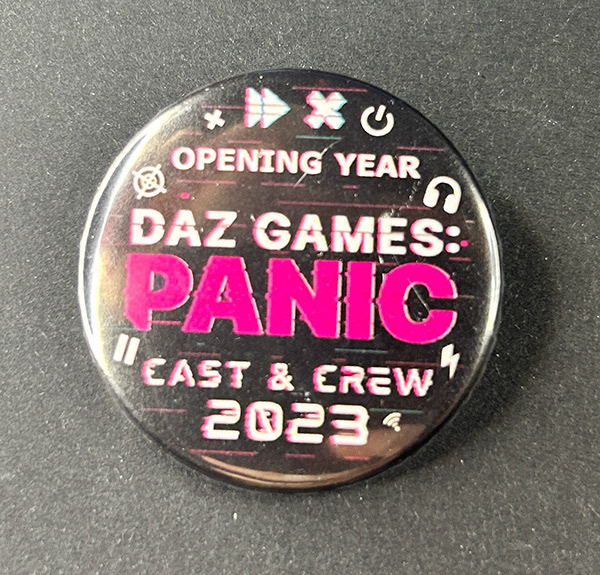 OPENING YEAR
DAZ GAMES:
PANIC
CAST & CREW
2023